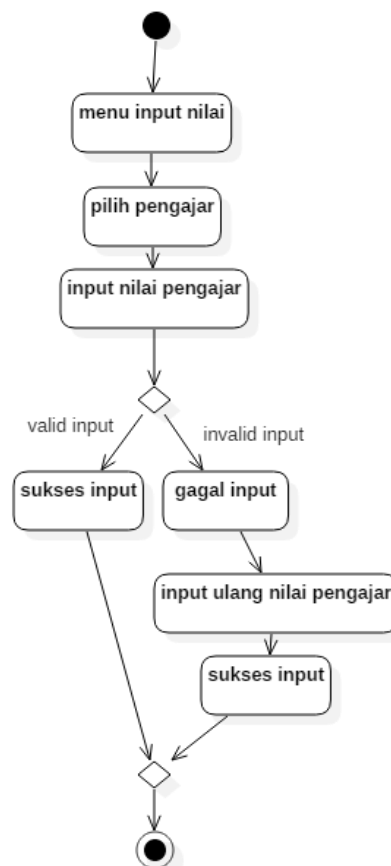 menu input nilai
pilih pengajar
input nilai pengajar
valid input
invalid input
sukses input
gagal input
input ulang nilai pengajar
sukses input